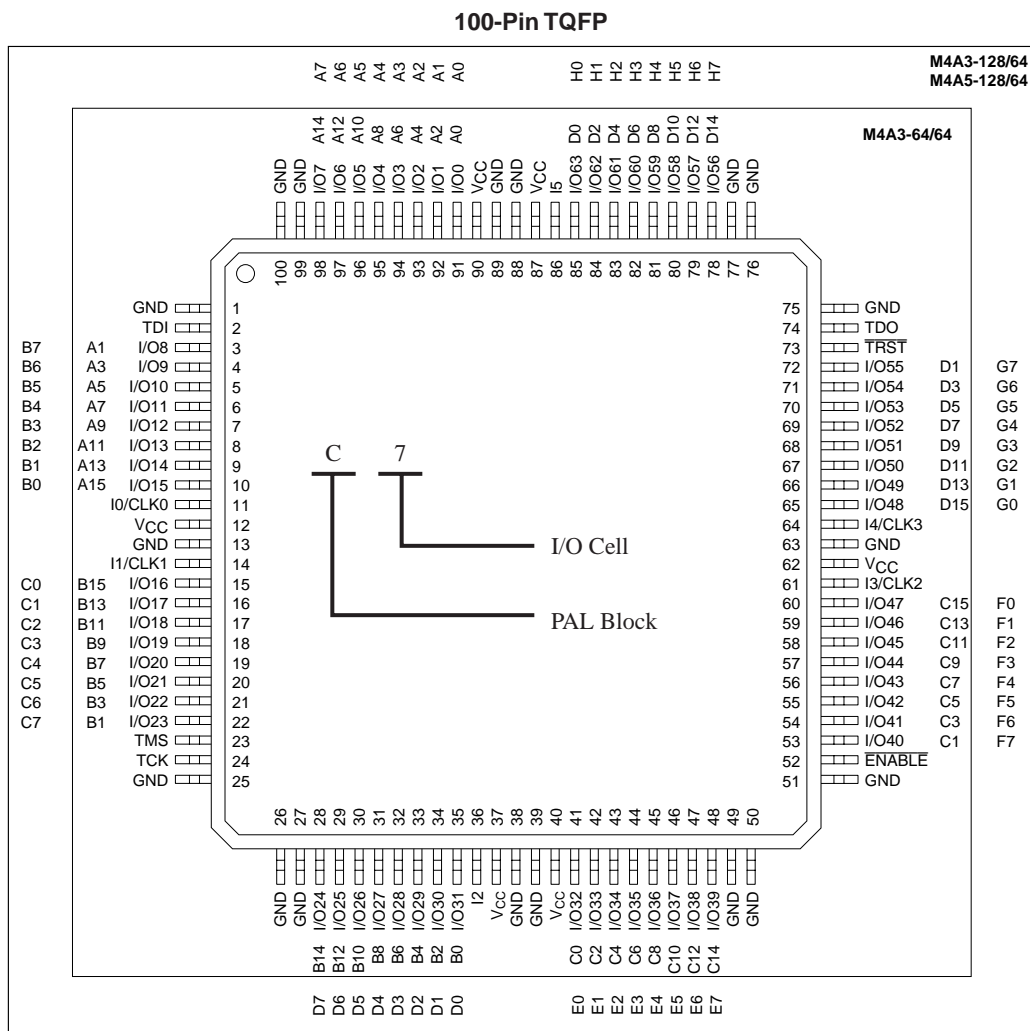 100-Pin TQFP
M4A3-128/64
M4A5-128/64
A7 A6 A5 A4 A3 A2 A1 A0 H0 H1 H2 H3 H4 H5 H6 H7
M4A3-64/64
A14 A12 A10 A8 A6 A4 A2 A0 D0 D2 D4 D6 D8 D10 D12 D14
GND GND I/O7 I/O6 I/O5 I/O4 I/O3 I/O2 I/O1 I/O0 VCC GND GND VCC I5 I/O63 I/O62 I/O61 I/O60 I/O59 I/O58 I/O57 I/O56 GND GND
100 99 98 97 96 95 94 93 92 91 90 89 88 87 86 85 84 83 82 81 80 79 78 77 76
GND 1 75 GND
TDI 2 74 TDO
B7 A1 I/O8 3 73 TRST
B6 A3 I/O9 4 72 I/O55 D1 G7
B5 A5 I/O10 5 71 I/O54 D3 G6
B4 A7 I/O11 6 70 I/O53 D5 G5
B3 A9 I/O12 7 69 I/O52 D7 G4
B2 A11 I/O13 8 68 I/O51 D9 G3
B1 A13 I/O14 9 67 I/O50 D11 G2
B0 A15 I/O15 10 66 I/O49 D13 G1
I0/CLK0 11 65 I/O48 D15 G0
VCC 12 64 I4/CLK3
GND 13 63 GND
I1/CLK1 14 62 VCC
C0 B15 I/O16 15 61 I3/CLK2
C1 B13 I/O17 16 60 I/O47 C15 F0
C2 B11 I/O18 17 59 I/O46 C13 F1
C3 B9 I/O19 18 58 I/O45 C11 F2
C4 B7 I/O20 19 57 I/O44 C9 F3
C5 B5 I/O21 20 56 I/O43 C7 F4
C6 B3 I/O22 21 55 I/O42 C5 F5
C7 B1 I/O23 22 54 I/O41 C3 F6
TMS 23 53 I/O40 C1 F7
TCK 24 52 ENABLE
GND 25 51 GND
C 7
I/O Cell
PAL Block
26 27 28 29 30 31 32 33 34 35 36 37 38 39 40 41 42 43 44 45 46 47 48 49 50
GND GND I/O24 I/O25 I/O26 I/O27 I/O28 I/O29 I/O30 I/O31 I2 VCC GND GND VCC I/O32 I/O33 I/O34 I/O35 I/O36 I/O37 I/O38 I/O39 GND GND
B14 B12 B10 B8 B6 B4 B2 B0 C0 C2 C4 C6 C8 C10 C12 C14
D7 D6 D5 D4 D3 D2 D1 D0 E0 E1 E2 E3 E4 E5 E6 E7